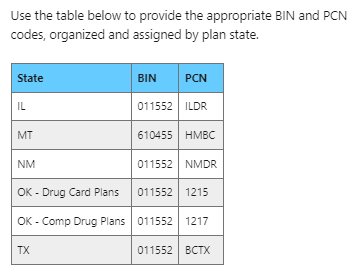 Use the table below to provide the appropriate BIN and PCN
codes, organized and assigned by plan state.
State BIN PCN
IL 011552 ILDR
MT 610455 HMBC
NM 011552 NMDR
OK - Drug Card Plans 011552 1215
OK - Comp Drug Plans 011552 1217
TX 011552 BCTX